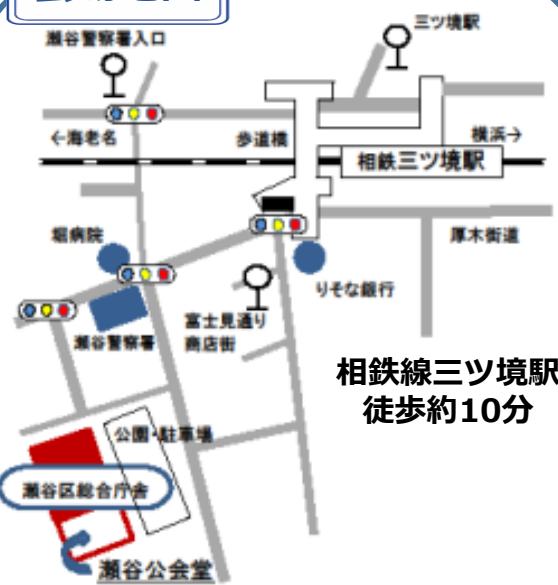 瀬谷警察署入口
三ツ境駅
←海老名
歩道橋
横浜→
相鉄三ツ境駅
堀病院
厚木街道
りそな銀行
瀬谷警察署
富士見通り
商店街
相鉄線三ツ境駅
徒歩約10分
公園・駐車場
瀬谷区総合庁舎
瀬谷公会堂